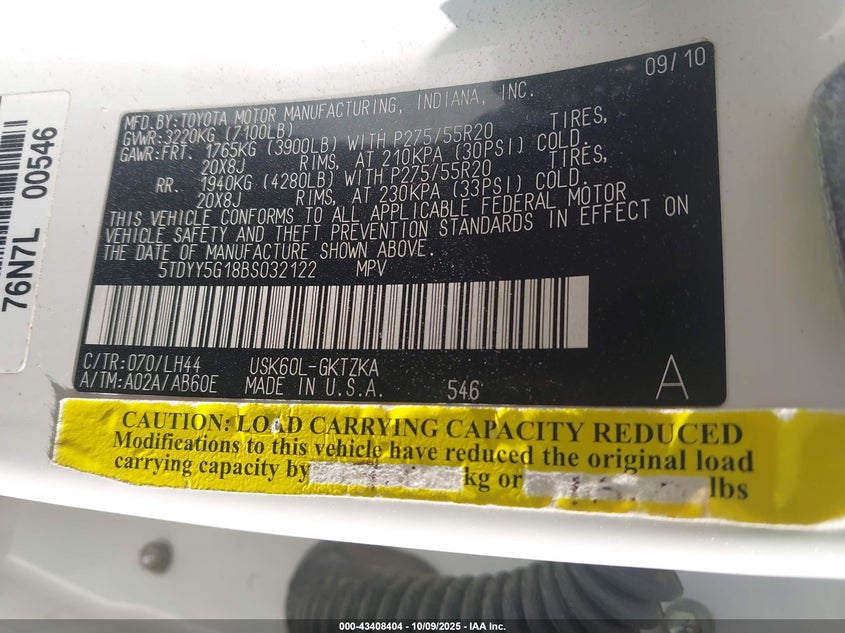 09/10
MFD.BY:TOYOTA MOTOR MANUFACTURING, INDIANA, INC.
GVWR:3220KG (7100LB)
GAWR:FRT. 1765KG (3900LB) WITH P275/55R20 TIRES,
20X8J RIMS, AT 210KPA (30PSI) COLD.
RR. 1940KG (4280LB) WITH P275/55R20 TIRES,
20X8J RIMS, AT 230KPA (33PSI) COLD.
THIS VEHICLE CONFORMS TO ALL APPLICABLE FEDERAL MOTOR
VEHICLE SAFETY AND THEFT PREVENTION STANDARDS IN EFFECT ON
THE DATE OF MANUFACTURE SHOWN ABOVE.
5TDYY5G18BS032122 MPV
C/TR:070/LH44 USK60L-GKTZKA
A/TM:A02A/AB60E MADE IN U.S.A. 546 A
76N7L 00546
CAUTION: LOAD CARRYING CAPACITY REDUCED
Modifications to this vehicle have reduced the original load
carrying capacity by kg or lbs
000-43408404 - 10/09/2025 - IAA Inc.